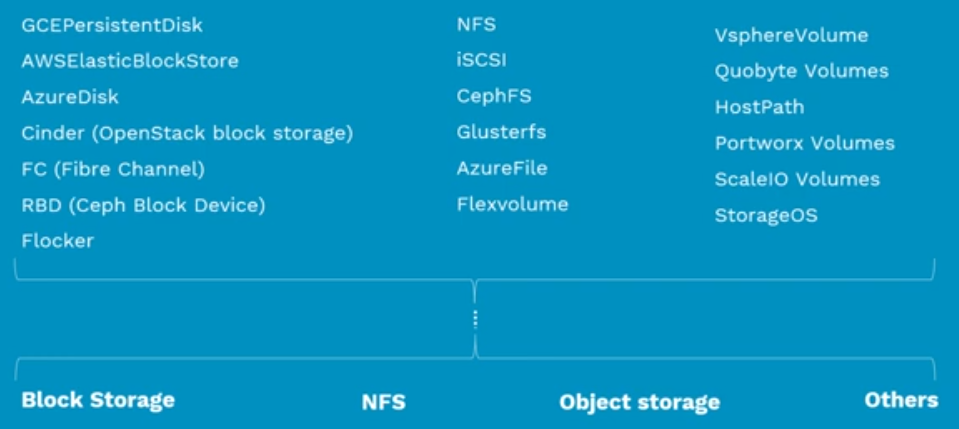 GCEPersistentDisk
AWSElasticBlockStore
AzureDisk
Cinder (OpenStack block storage)
FC (Fibre Channel)
RBD (Ceph Block Device)
Flocker
NFS
iSCSI
CephFS
Glusterfs
AzureFile
Flexvolume
VsphereVolume
Quobyte Volumes
HostPath
Portworx Volumes
ScaleIO Volumes
StorageOS
Block Storage
NFS
Object storage
Others